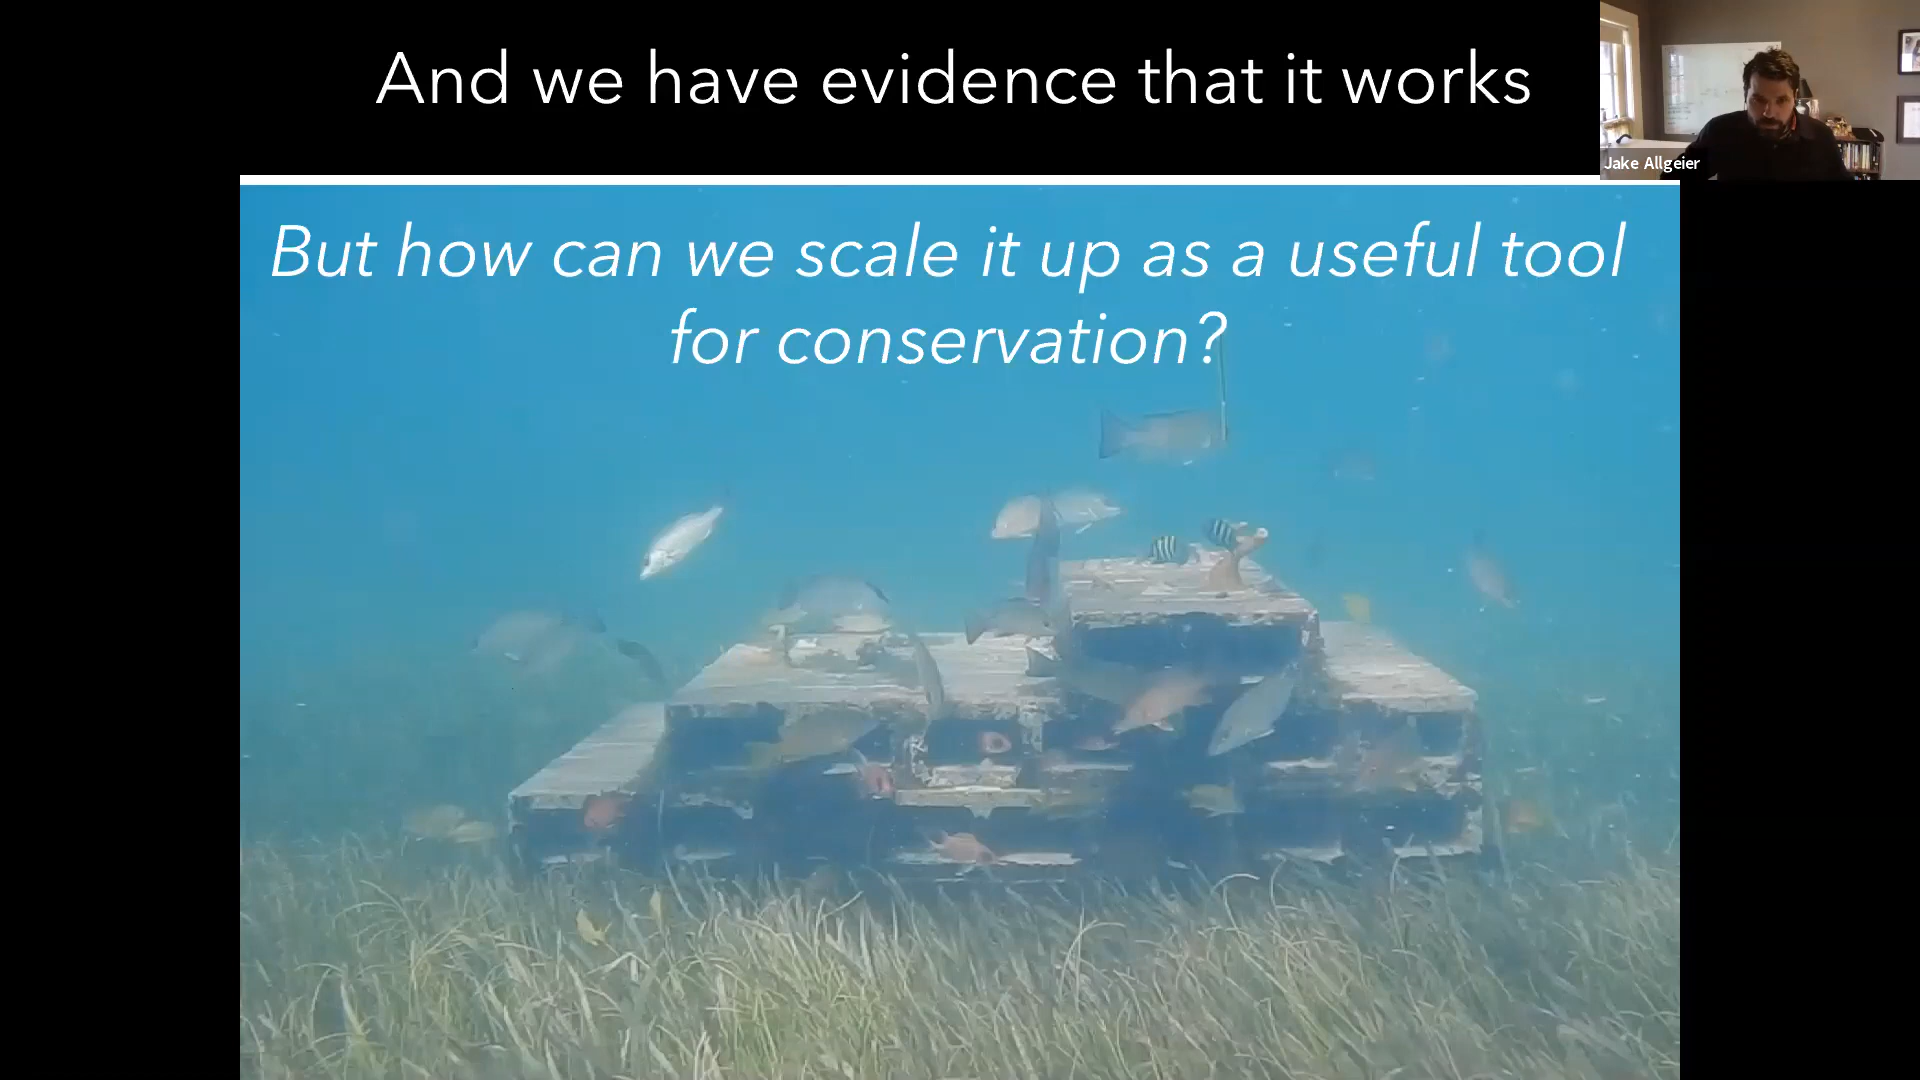 And we have evidence that it works
Jake Allgeier
But how can we scale it up as a useful tool
for conservation?